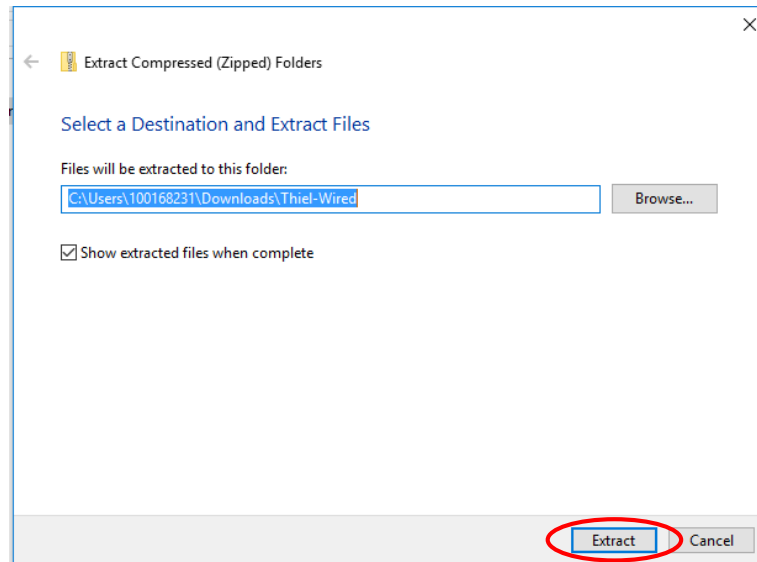 Extract Compressed (Zipped) Folders
Select a Destination and Extract Files
Files will be extracted to this folder:
C:\Users\100168231\Downloads\Thiel-Wired
Browse...
Show extracted files when complete
Extract
Cancel